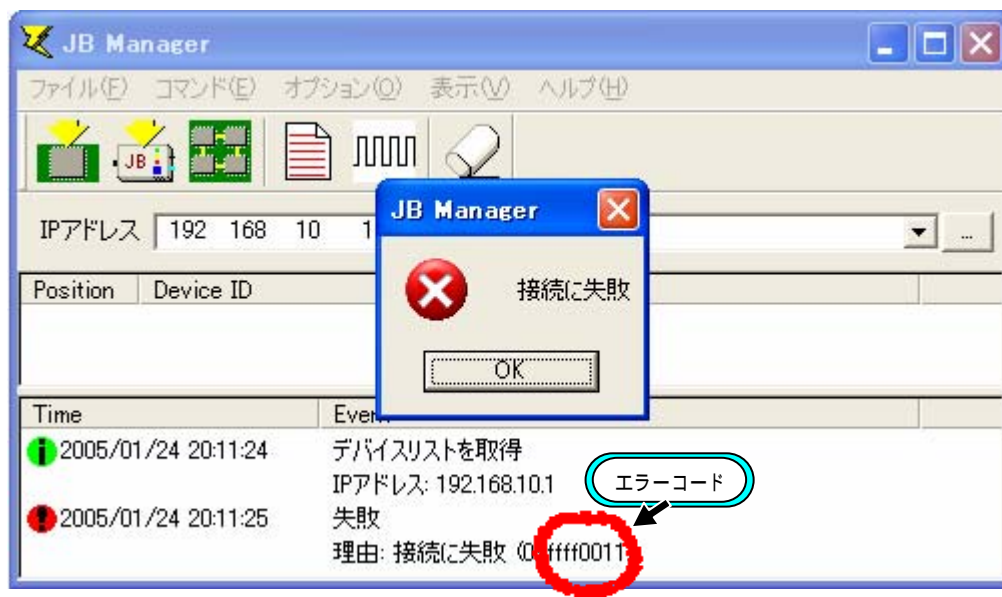 JB Manager
ファイル(F) コマンド(E) オプション(O) 表示(V) ヘルプ(H)
JB
IPアドレス 192 168 10 1
...
JB Manager
接続に失敗
OK
Position Device ID
Time
2005/01/24 20:11:24 デバイスリストを取得
IPアドレス: 192.168.10.1
エラーコード
2005/01/24 20:11:25 失敗
理由: 接続に失敗 ffff0011